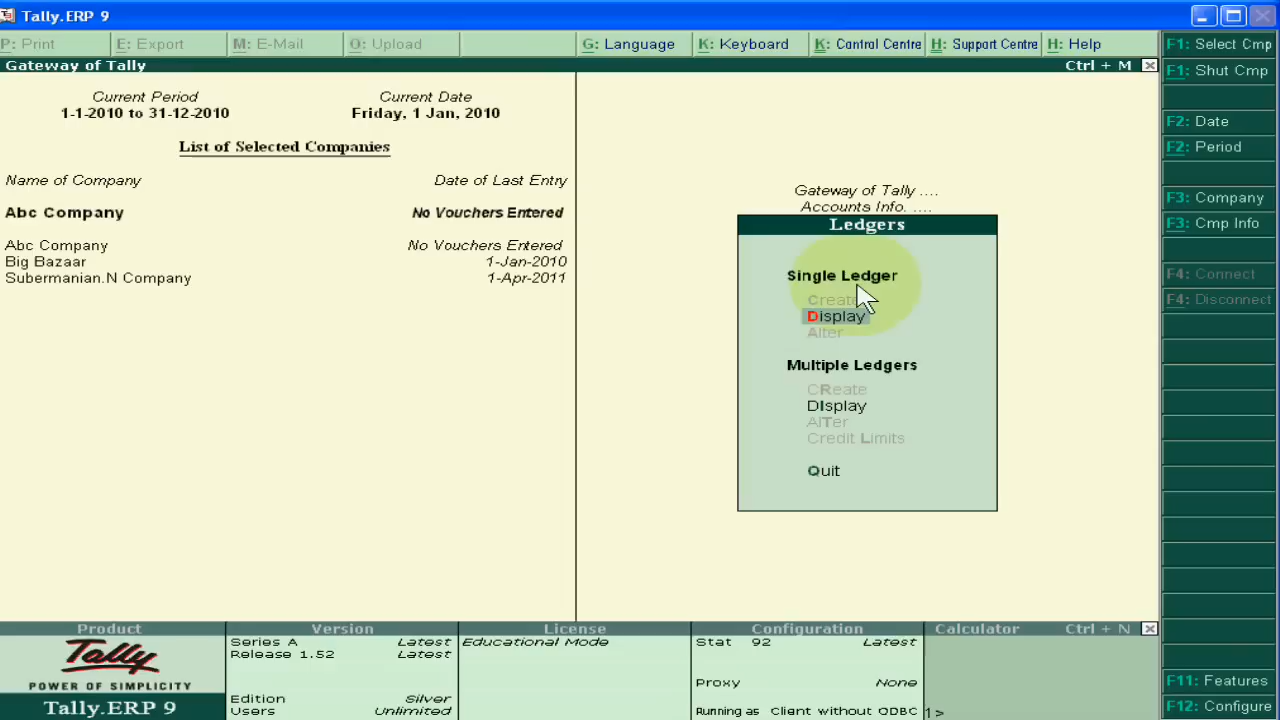 Tally.ERP 9
P: Print E: Export M: E-Mail O: Upload G: Language K: Keyboard K: Control Centre H: Support Centre H: Help
F1: Select Cmp
Gateway of Tally Ctrl + M
F1: Shut Cmp
Current Period Current Date
1-1-2010 to 31-12-2010 Friday, 1 Jan, 2010
F2: Date
List of Selected Companies
F2: Period
Name of Company Date of Last Entry
Abc Company No Vouchers Entered
Abc Company No Vouchers Entered
Big Bazaar 1-Jan-2010
Subermanian.N Company 1-Apr-2011
Gateway of Tally ....
Accounts Info. ....
Ledgers
Single Ledger
Create
Display
Alter
Multiple Ledgers
CReate
DIsplay
AlTer
Credit Limits
Quit
F3: Company
F3: Cmp Info
F4: Connect
F4: Disconnect
F11: Features
F12: Configure
Product Version License Configuration Calculator Ctrl + N
Tally
POWER OF SIMPLICITY
Tally.ERP 9
Series A Latest
Release 1.52 Latest
Edition Silver
Users Unlimited
Educational Mode
Stat 92 Latest
Proxy None
Running as Client without ODBC
1>